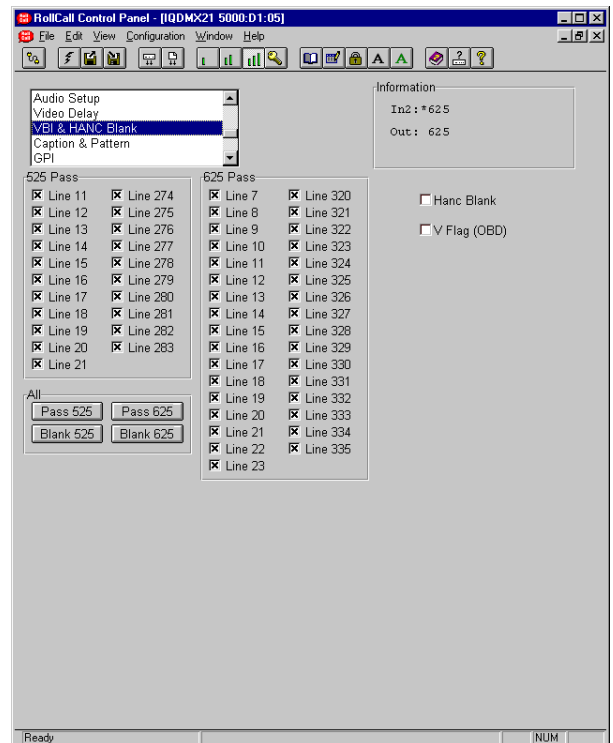 RollCall Control Panel - [IQDMX21 5000:D1:05]
File Edit View Configuration Window Help
A A
Audio Setup
Video Delay
VBI & HANC Blank
Caption & Pattern
GPI
Information
In2:*625
Out: 625
525 Pass
Line 11 Line 274
Line 12 Line 275
Line 13 Line 276
Line 14 Line 277
Line 15 Line 278
Line 16 Line 279
Line 17 Line 280
Line 18 Line 281
Line 19 Line 282
Line 20 Line 283
Line 21
All
Pass 525 Pass 625
Blank 525 Blank 625
625 Pass
Line 7 Line 320
Line 8 Line 321
Line 9 Line 322
Line 10 Line 323
Line 11 Line 324
Line 12 Line 325
Line 13 Line 326
Line 14 Line 327
Line 15 Line 328
Line 16 Line 329
Line 17 Line 330
Line 18 Line 331
Line 19 Line 332
Line 20 Line 333
Line 21 Line 334
Line 22 Line 335
Line 23
Hanc Blank
V Flag (OBD)
Ready
NUM